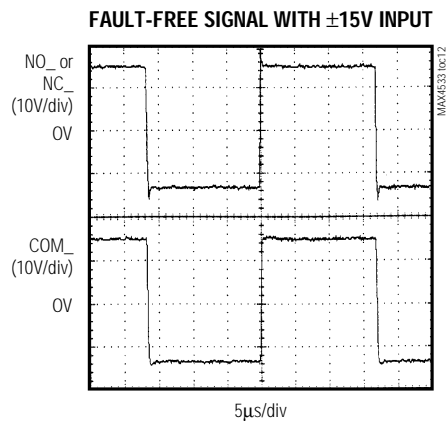 FAULT-FREE SIGNAL WITH ±15V INPUT
MAX4533 toc12
NO_ or
NC_
(10V/div)
0V
COM_
(10V/div)
0V
5µs/div